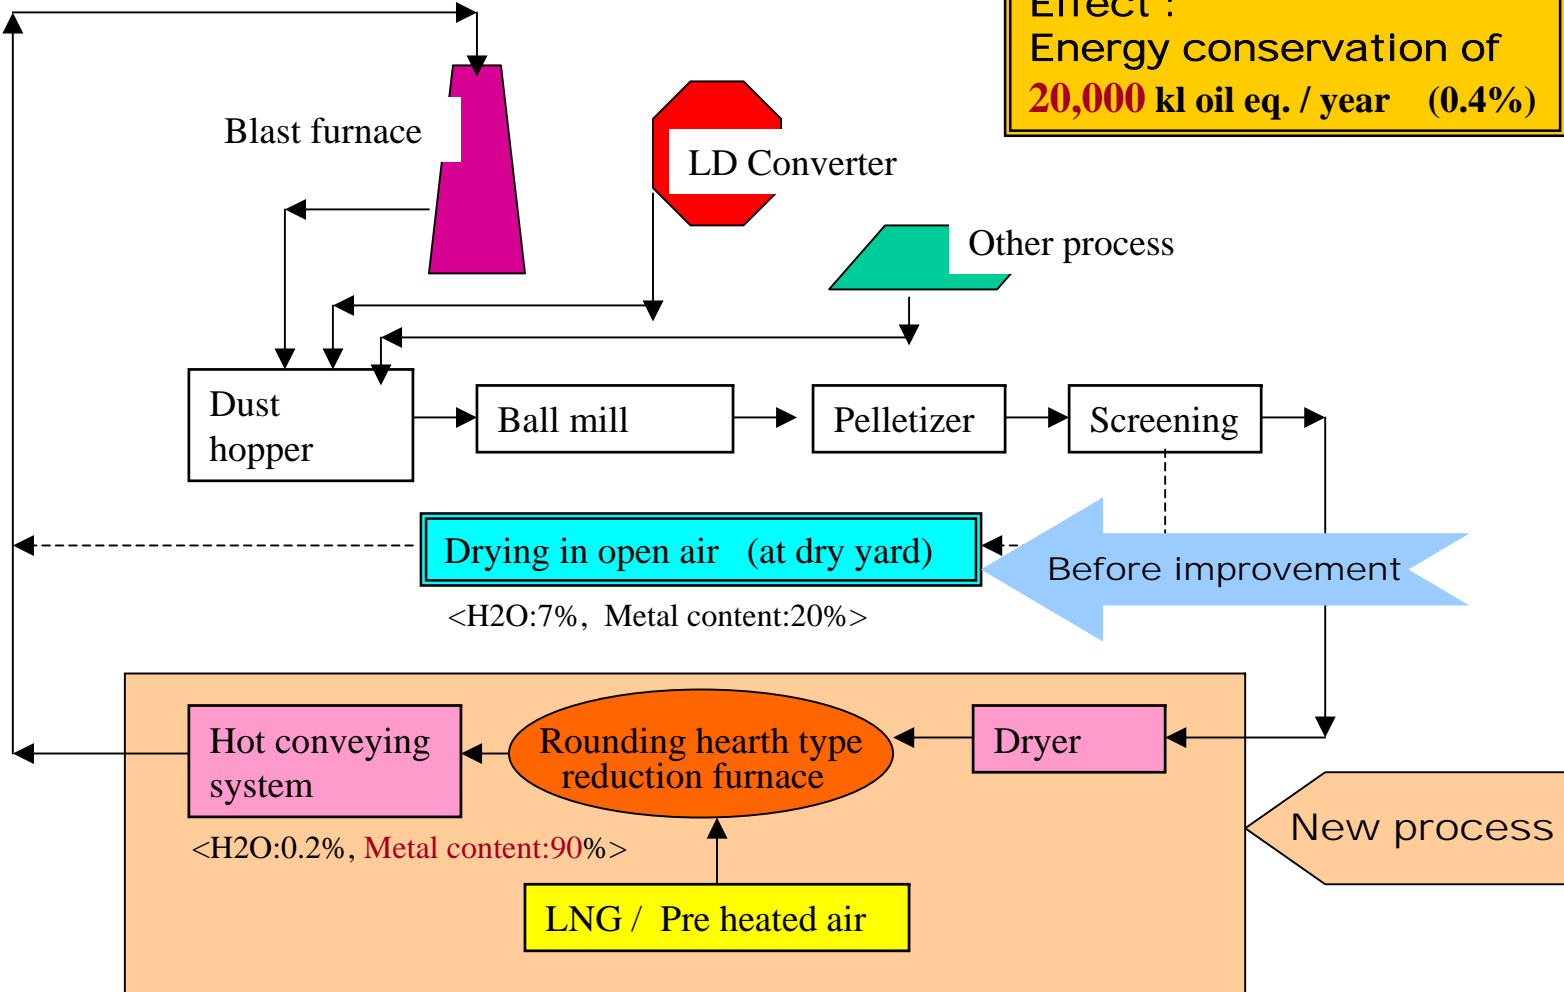 Effect :
Energy conservation of
20,000 kl oil eq. / year (0.4%)
Blast furnace
LD Converter
Other process
Dust
hopper
Ball mill
Pelletizer
Screening
Drying in open air (at dry yard)
Before improvement
<H2O:7%, Metal content:20%>
Hot conveying
system
Rounding hearth type
reduction furnace
Dryer
<H2O:0.2%, Metal content:90%>
New process
LNG / Pre heated air